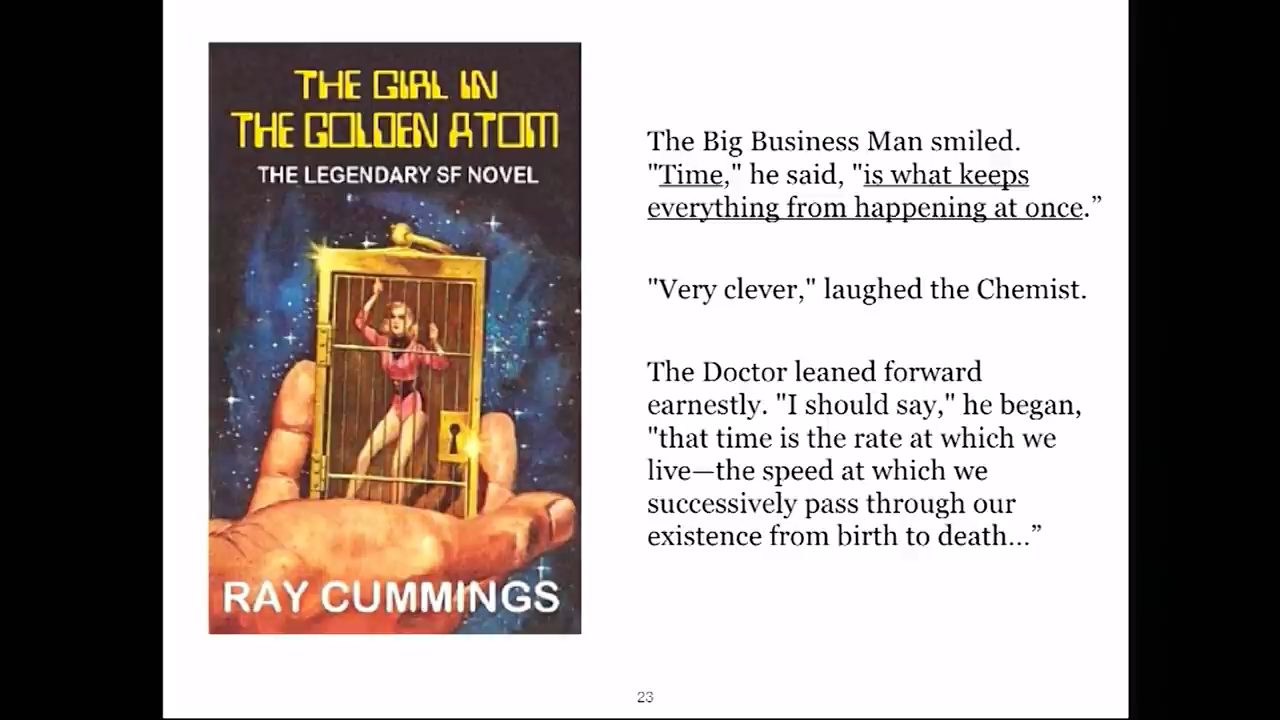 THE GIRL IN
THE GOLDEN ATOM
THE LEGENDARY SF NOVEL
RAY CUMMINGS
The Big Business Man smiled.
"Time," he said, "is what keeps
everything from happening at once.”
"Very clever," laughed the Chemist.
The Doctor leaned forward
earnestly. "I should say," he began,
"that time is the rate at which we
live—the speed at which we
successively pass through our
existence from birth to death...”
23